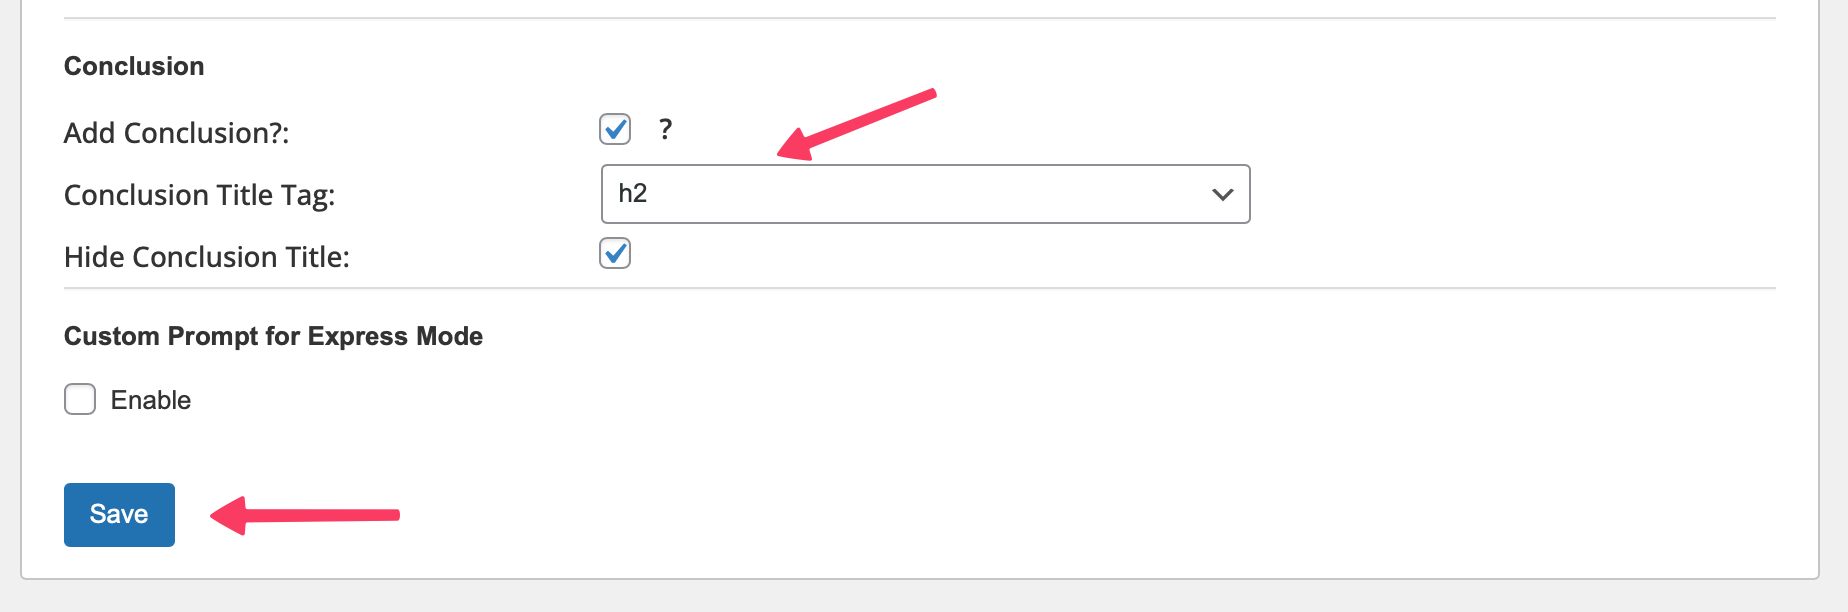 Conclusion
Add Conclusion?: ?
Conclusion Title Tag: h2
Hide Conclusion Title:
Custom Prompt for Express Mode
Enable
Save